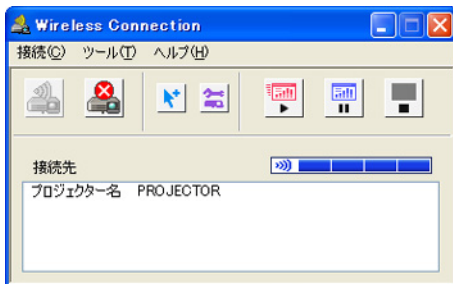 Wireless Connection
接続(C) ツール(T) ヘルプ(H)
接続先
プロジェクター名 PROJECTOR